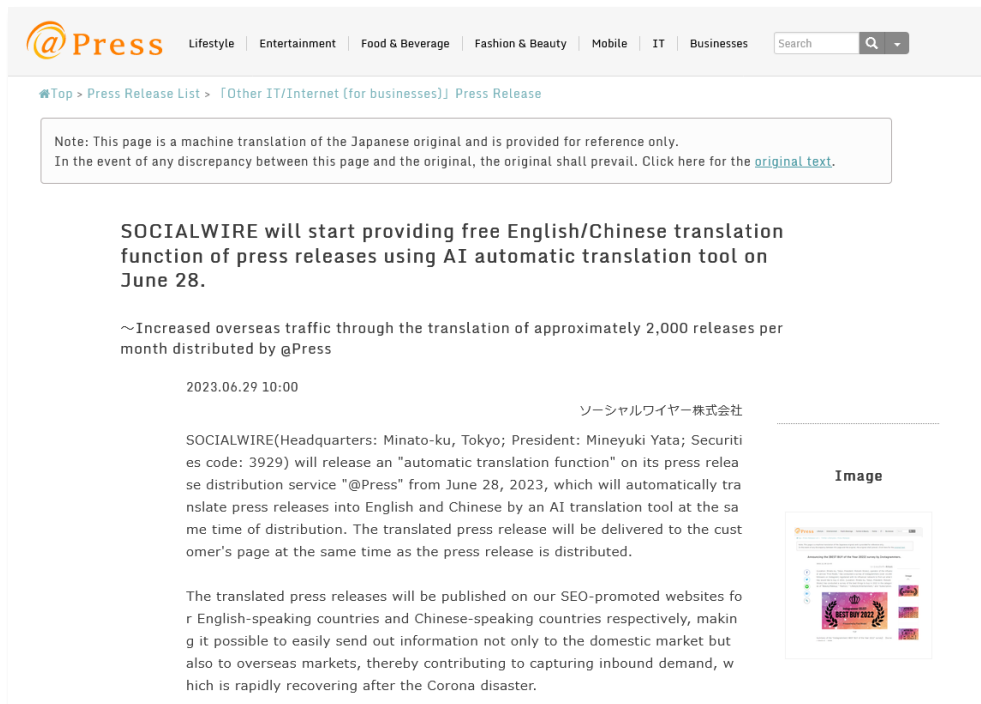 @Press
Lifestyle
Entertainment
Food & Beverage
Fashion & Beauty
Mobile
IT
Businesses
Search
Top > Press Release List > 「Other IT/Internet (for businesses)」 Press Release
Note: This page is a machine translation of the Japanese original and is provided for reference only.
In the event of any discrepancy between this page and the original, the original shall prevail. Click here for the original text.
SOCIALWIRE will start providing free English/Chinese translation
function of press releases using AI automatic translation tool on
June 28.
～Increased overseas traffic through the translation of approximately 2,000 releases per
month distributed by @Press
2023.06.29 10:00
ソーシャルワイヤー株式会社
SOCIALWIRE(Headquarters: Minato-ku, Tokyo; President: Mineyuki Yata; Securiti
es code: 3929) will release an "automatic translation function" on its press relea
se distribution service "@Press" from June 28, 2023, which will automatically tra
nslate press releases into English and Chinese by an AI translation tool at the sa
me time of distribution. The translated press release will be delivered to the cust
omer's page at the same time as the press release is distributed.
The translated press releases will be published on our SEO-promoted websites fo
r English-speaking countries and Chinese-speaking countries respectively, makin
g it possible to easily send out information not only to the domestic market but
also to overseas markets, thereby contributing to capturing inbound demand, w
hich is rapidly recovering after the Corona disaster.
Image
@Press
BEST BUY 2022